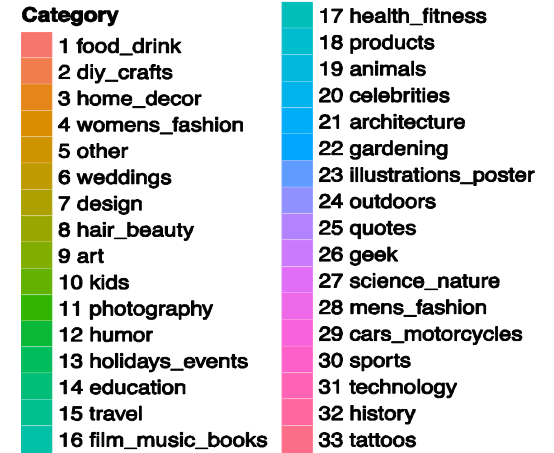 Category
1 food_drink
2 diy_crafts
3 home_decor
4 womens_fashion
5 other
6 weddings
7 design
8 hair_beauty
9 art
10 kids
11 photography
12 humor
13 holidays_events
14 education
15 travel
16 film_music_books
17 health_fitness
18 products
19 animals
20 celebrities
21 architecture
22 gardening
23 illustrations_poster
24 outdoors
25 quotes
26 geek
27 science_nature
28 mens_fashion
29 cars_motorcycles
30 sports
31 technology
32 history
33 tattoos